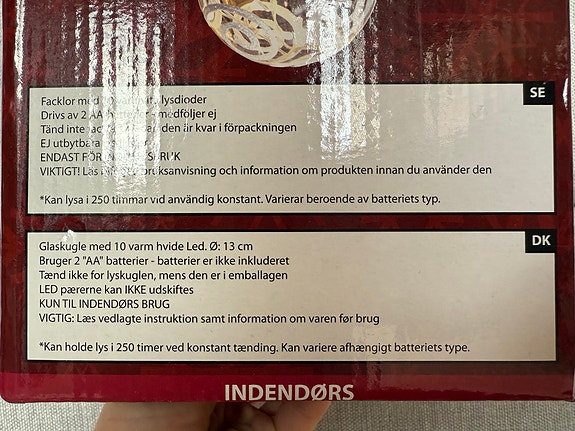 SE
Facklor med lysdioder
Drivs av 2 AA medföljer ej
Tänd inte den är kvar i förpackningen
EJ utbytbara
ENDAST FÖR
VIKTIGT! Läs bruksanvisning och information om produkten innan du använder den
*Kan lysa i 250 timmar vid användig konstant. Varierar beroende av batteriets typ.
DK
Glaskugle med 10 varm hvide Led. Ø: 13 cm
Bruger 2 "AA" batterier - batterier er ikke inkluderet
Tænd ikke for lyskuglen, mens den er i emballagen
LED pærerne kan IKKE udskiftes
KUN TIL INDENDØRS BRUG
VIGTIG: Læs vedlagte instruktion samt information om varen før brug
*Kan holde lys i 250 timer ved konstant tænding. Kan variere afhængigt batteriets type.
INDENDØRS